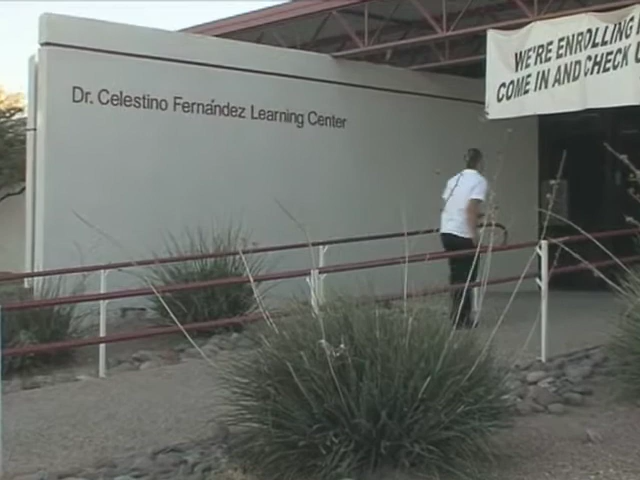 Dr. Celestino Fernández Learning Center
WE'RE ENROLLING
COME IN AND CHECK